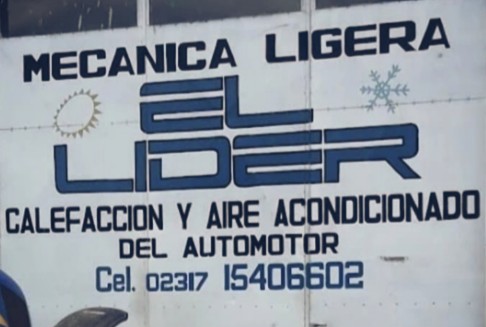 MECANICA LIGERA
EL
LIDER
CALEFACCION Y AIRE ACONDICIONADO
DEL AUTOMOTOR
Cel. 02317 15406602